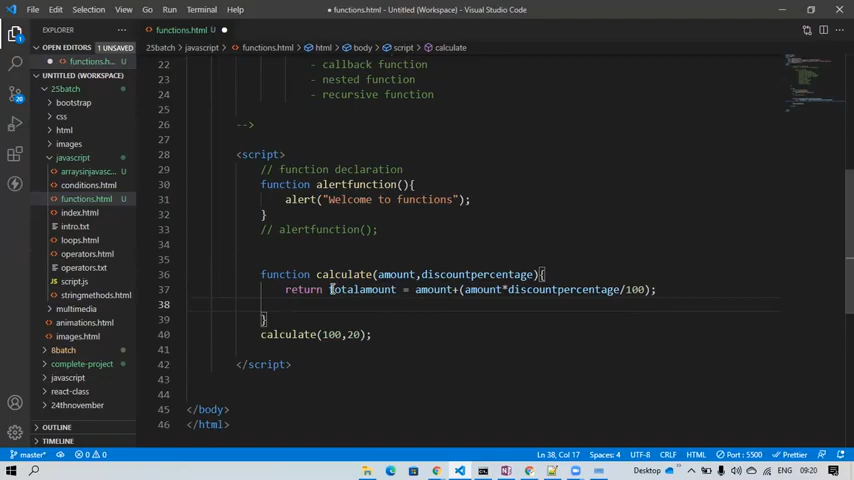 File Edit Selection View Go Run ... • functions.html - Untitled (Workspace) - Visual Studio Code
EXPLORER ...
functions.html ●
OPEN EDITORS 1 UNSAVED
25batch > javascript > functions.html > html > body > script > calculate
● functions.h... U
UNTITLED (WORKSPACE)
25batch
bootstrap
css
html
images
javascript
arraysinjavasc... U
conditions.html
functions.html U
index.html
intro.txt
loops.html
operators.html
operators.txt
script.js
stringmethods.html
multimedia
animations.html
images.html
8batch
complete-project
javascript
react-class
24thnovember
OUTLINE
TIMELINE
22 - callback function
23 - nested function
24 - recursive function
25
26 -->
27
28 <script>
29 // function declaration
30 function alertfunction(){
31 alert("Welcome to functions");
32 }
33 // alertfunction();
34
35
36 function calculate(amount,discountpercentage){
37 return totalamount = amount+(amount*discountpercentage/100);
38
39 }
40 calculate(100,20);
41
42 </script>
43
44
45 </body>
46 </html>
master* 0 0 Ln 38, Col 17 Spaces: 4 UTF-8 CRLF HTML Port : 5500 Prettier
Desktop ENG 09:20